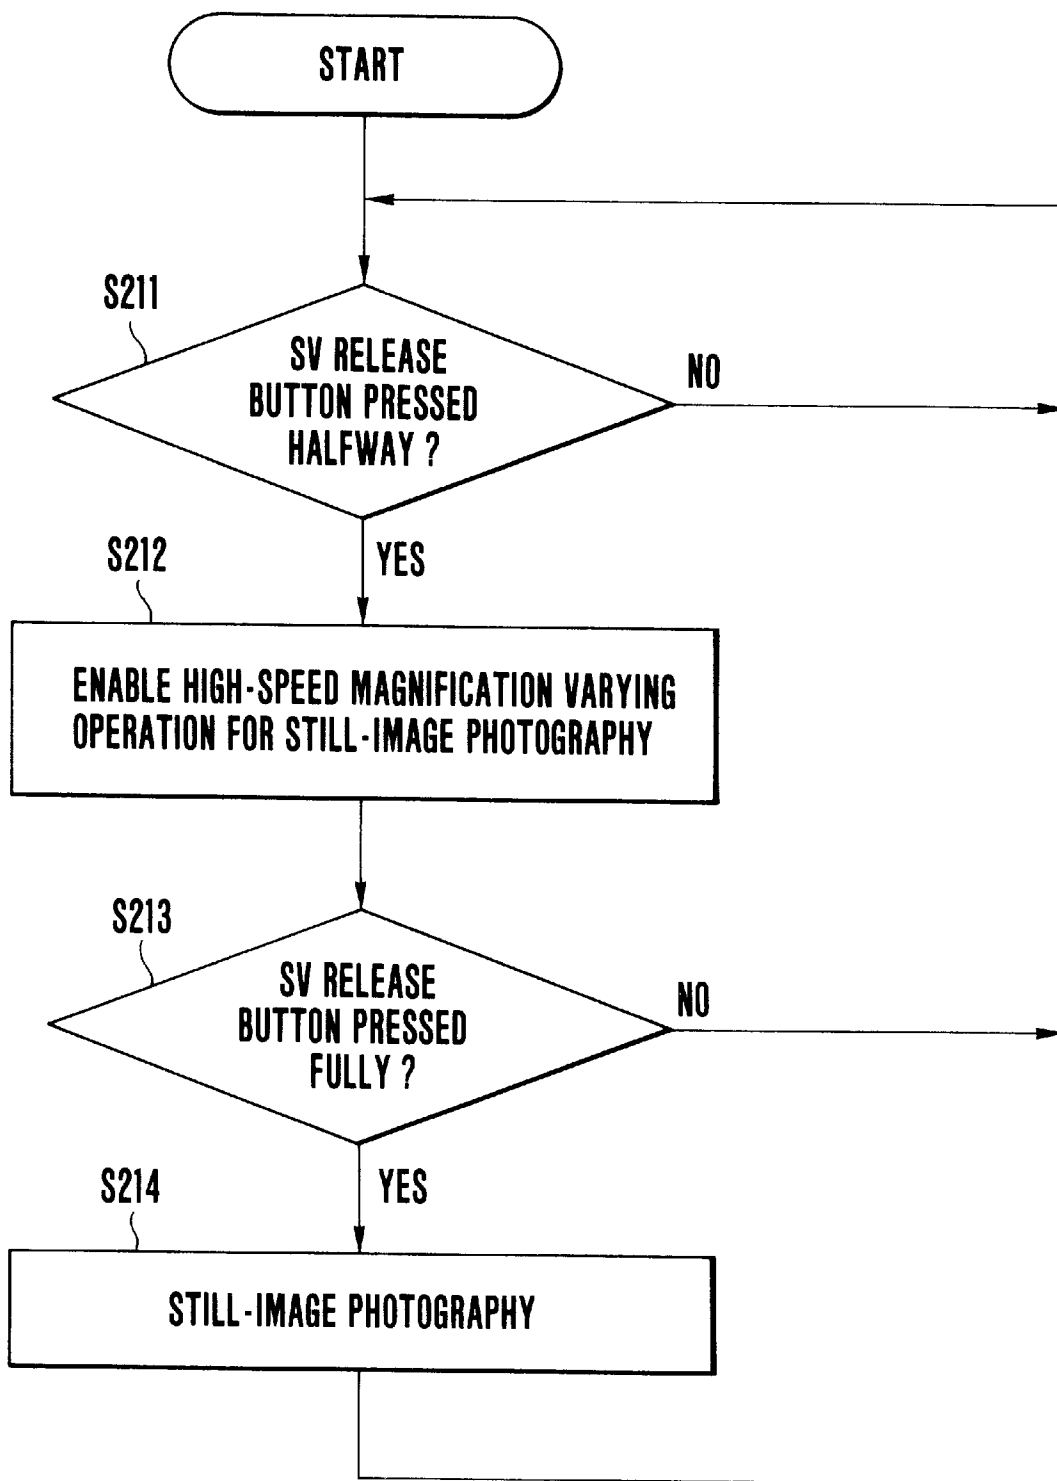 START
S211
SV RELEASE
BUTTON PRESSED
HALFWAY ?
NO
YES
S212
ENABLE HIGH-SPEED MAGNIFICATION VARYING
OPERATION FOR STILL-IMAGE PHOTOGRAPHY
S213
SV RELEASE
BUTTON PRESSED
FULLY ?
NO
YES
S214
STILL-IMAGE PHOTOGRAPHY